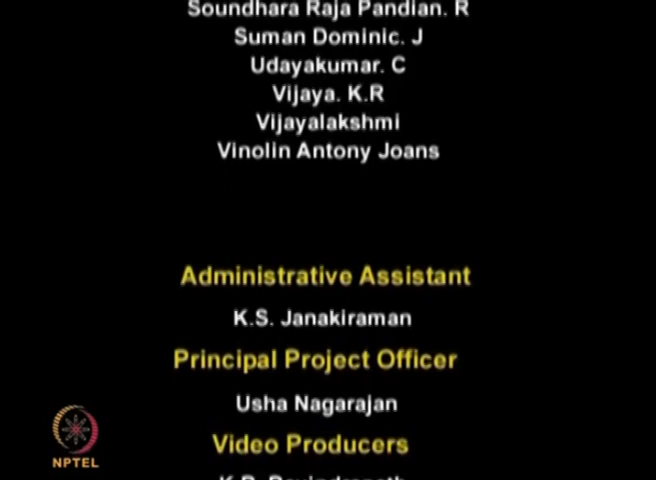 Soundhara Raja Pandian. R
Suman Dominic. J
Udayakumar. C
Vijaya. K.R
Vijayalakshmi
Vinolin Antony Joans
Administrative Assistant
K.S. Janakiraman
Principal Project Officer
Usha Nagarajan
Video Producers
NPTEL